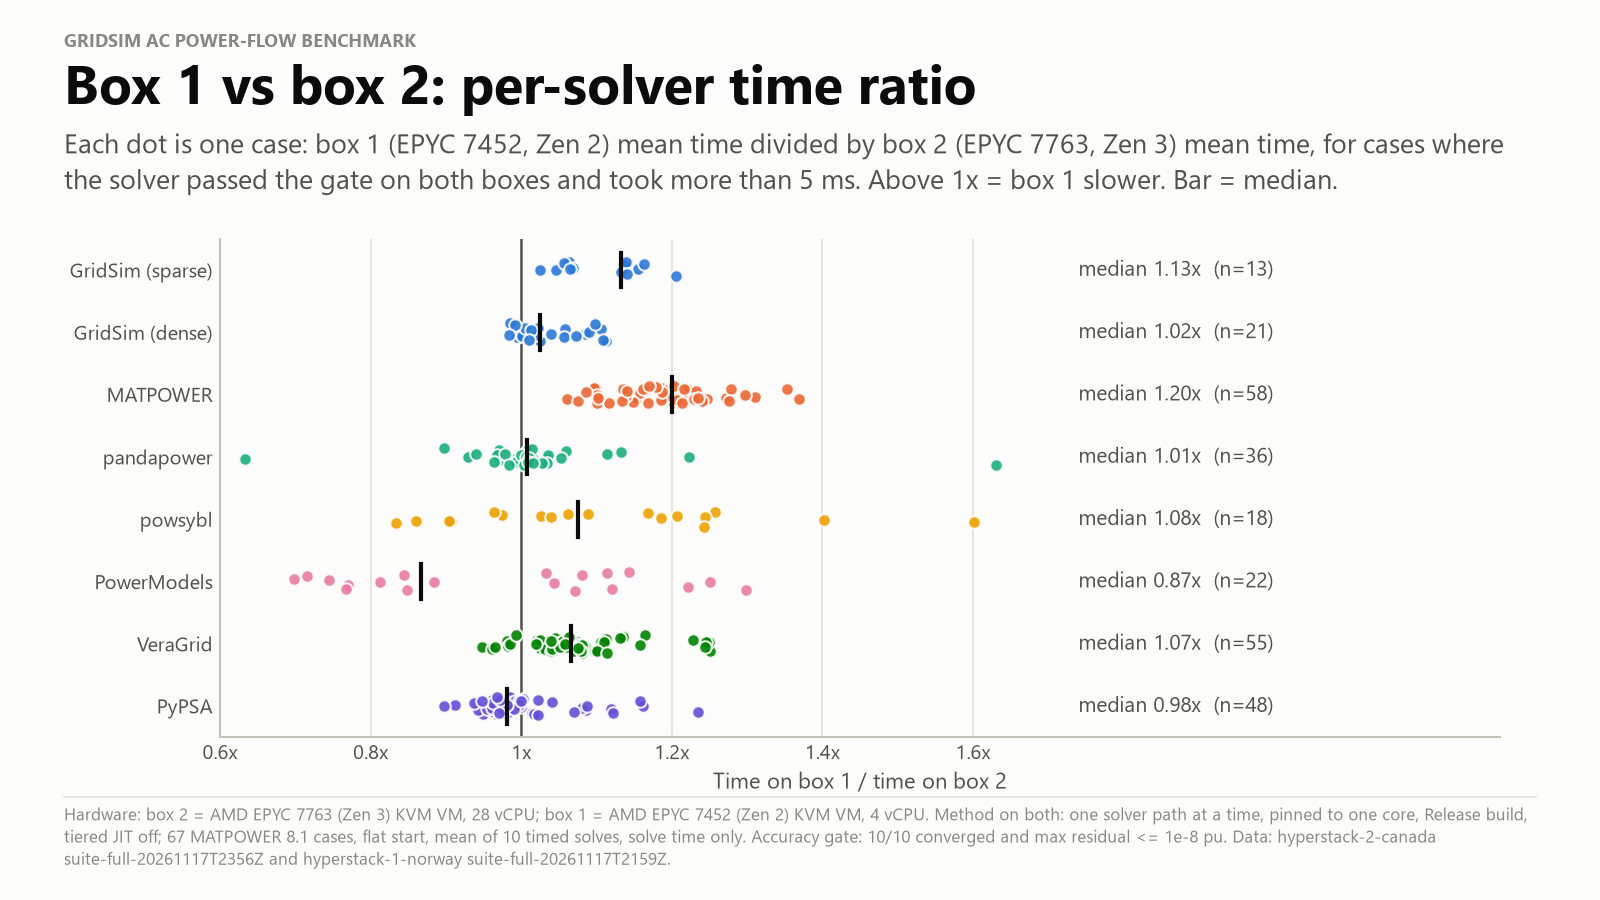 GRIDSIM AC POWER-FLOW BENCHMARK
Box 1 vs box 2: per-solver time ratio
Each dot is one case: box 1 (EPYC 7452, Zen 2) mean time divided by box 2 (EPYC 7763, Zen 3) mean time, for cases where
the solver passed the gate on both boxes and took more than 5 ms. Above 1x = box 1 slower. Bar = median.
GridSim (sparse) median 1.13x (n=13)
GridSim (dense) median 1.02x (n=21)
MATPOWER median 1.20x (n=58)
pandapower median 1.01x (n=36)
powsybl median 1.08x (n=18)
PowerModels median 0.87x (n=22)
VeraGrid median 1.07x (n=55)
PyPSA median 0.98x (n=48)
0.6x 0.8x 1x 1.2x 1.4x 1.6x
Time on box 1 / time on box 2
Hardware: box 2 = AMD EPYC 7763 (Zen 3) KVM VM, 28 vCPU; box 1 = AMD EPYC 7452 (Zen 2) KVM VM, 4 vCPU. Method on both: one solver path at a time, pinned to one core, Release build,
tiered JIT off; 67 MATPOWER 8.1 cases, flat start, mean of 10 timed solves, solve time only. Accuracy gate: 10/10 converged and max residual <= 1e-8 pu. Data: hyperstack-2-canada
suite-full-20261117T2356Z and hyperstack-1-norway suite-full-20261117T2159Z.